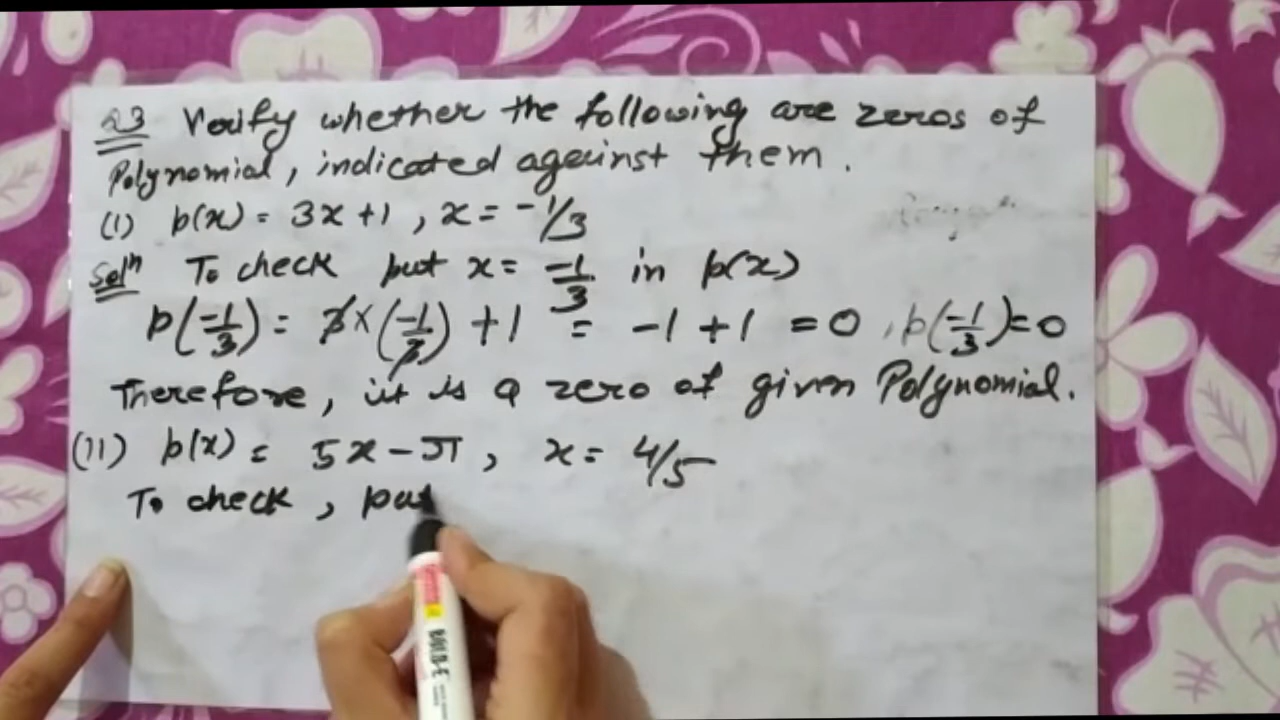 Q3 Verify whether the following are zeros of
Polynomial, indicated against them.
(i) p(x) = 3x+1, x = -1/3
Solⁿ To check put x = -1/3 in p(x)
p(-1/3) = 3×(-1/3) +1 = -1 +1 = 0, p(-1/3)=0
Therefore, it is a zero of given Polynomial.
(11) p(x) = 5x-π, x = 4/5
To check, put
BOLD-E